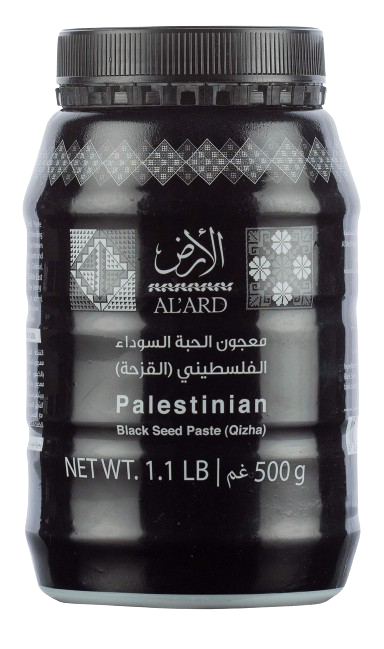 الأرض
AL'ARD
معجون الحبة السوداء
الفلسطيني (القزحة)
Palestinian
Black Seed Paste (Qizha)
NET WT. 1.1 LB | غم 500 g